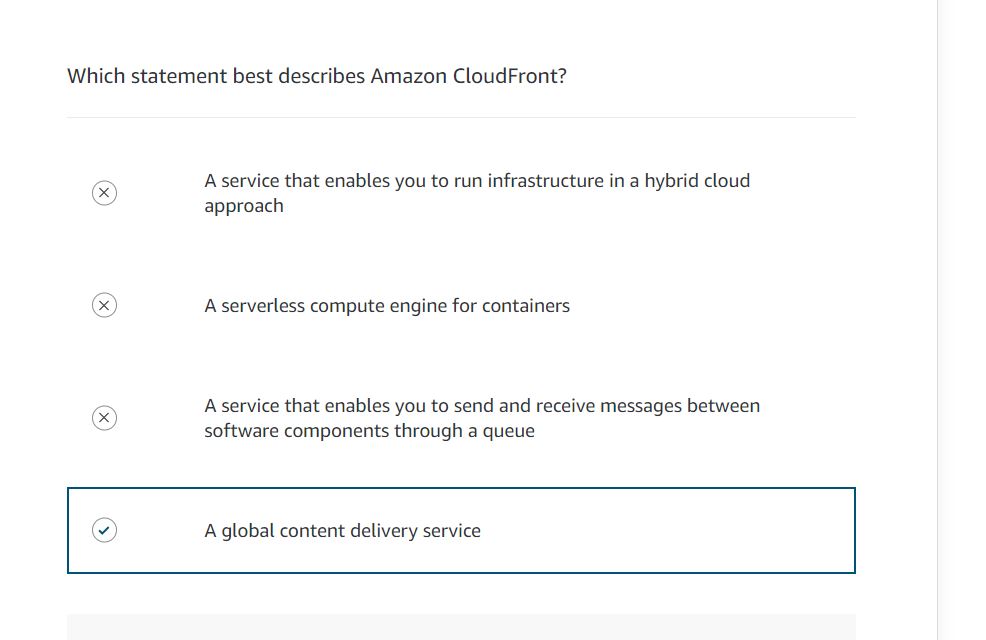 Which statement best describes Amazon CloudFront?
A service that enables you to run infrastructure in a hybrid cloud
approach
A serverless compute engine for containers
A service that enables you to send and receive messages between
software components through a queue
A global content delivery service